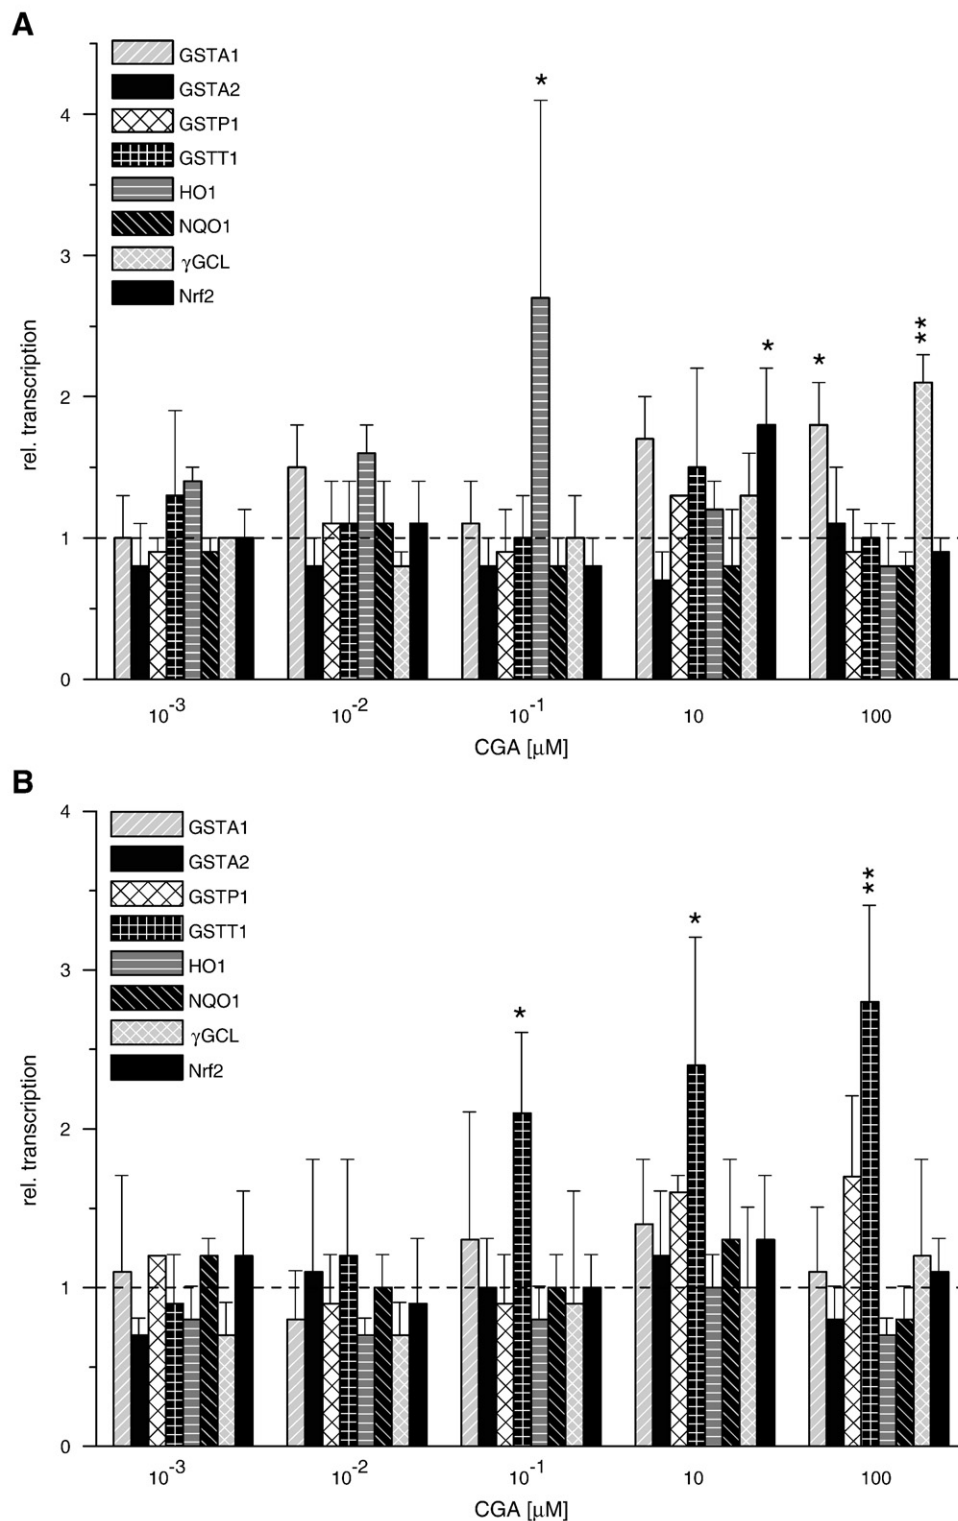 A
GSTA1
GSTA2
GSTP1
GSTT1
HO1
NQO1
γGCL
Nrf2
4
3
2
1
0
rel. transcription
*
*
*
**
10-3
10-2
10-1
10
100
CGA [μM]
B
GSTA1
GSTA2
GSTP1
GSTT1
HO1
NQO1
γGCL
Nrf2
4
3
2
1
0
rel. transcription
*
*
**
10-3
10-2
10-1
10
100
CGA [μM]